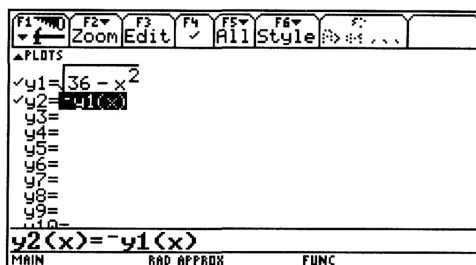 F1 F2 Zoom F3 Edit F4 ✓ F5 All F6 Style
▲PLOTS
✓y1=√36 - x²
✓y2=⁻y1(x)
y3=
y4=
y5=
y6=
y7=
y8=
y9=
y10=
y2(x)=⁻y1(x)
MAIN RAD APPROX FUNC